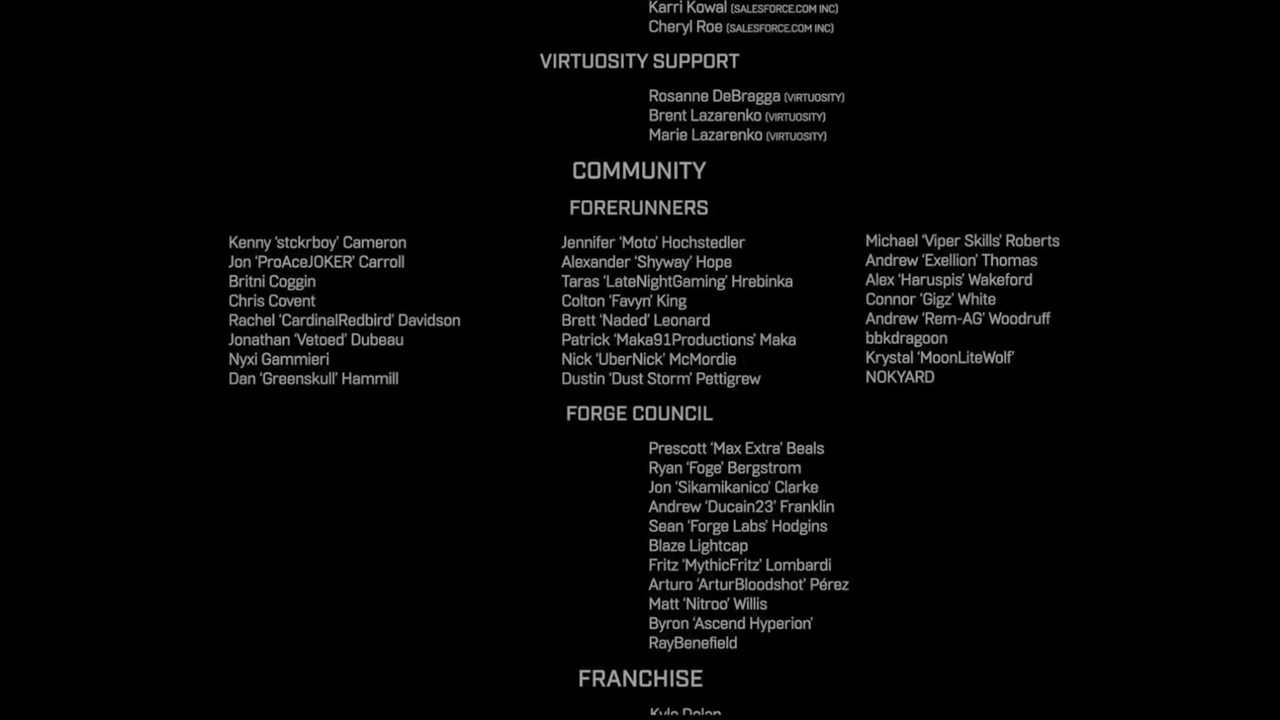 Karri Kowal (SALESFORCE.COM INC)
Cheryl Roe (SALESFORCE.COM INC)
VIRTUOSITY SUPPORT
Rosanne DeBragga (VIRTUOSITY)
Brent Lazarenko (VIRTUOSITY)
Marie Lazarenko (VIRTUOSITY)
COMMUNITY
FORERUNNERS
Kenny ‘stckrboy’ Cameron
Jon ‘ProAceJOKER’ Carroll
Britni Coggin
Chris Covent
Rachel ‘CardinalRedbird’ Davidson
Jonathan ‘Vetoed’ Dubeau
Nyxi Gammieri
Dan ‘Greenskull’ Hammill
Jennifer ‘Moto’ Hochstedler
Alexander ‘Shyway’ Hope
Taras ‘LateNightGaming’ Hrebinka
Colton ‘Favyn’ King
Brett ‘Naded’ Leonard
Patrick ‘Maka91Productions’ Maka
Nick ‘UberNick’ McMordie
Dustin ‘Dust Storm’ Pettigrew
Michael ‘Viper Skills’ Roberts
Andrew ‘Exellion’ Thomas
Alex ‘Haruspis’ Wakeford
Connor ‘Gigz’ White
Andrew ‘Rem-AG’ Woodruff
bbkdragoon
Krystal ‘MoonLiteWolf’
NOKYARD
FORGE COUNCIL
Prescott ‘Max Extra’ Beals
Ryan ‘Foge’ Bergstrom
Jon ‘Sikamikanico’ Clarke
Andrew ‘Ducain23’ Franklin
Sean ‘Forge Labs’ Hodgins
Blaze Lightcap
Fritz ‘MythicFritz’ Lombardi
Arturo ‘ArturBloodshot’ Pérez
Matt ‘Nitroo’ Willis
Byron ‘Ascend Hyperion’
RayBenefield
FRANCHISE
Kyle Dolan